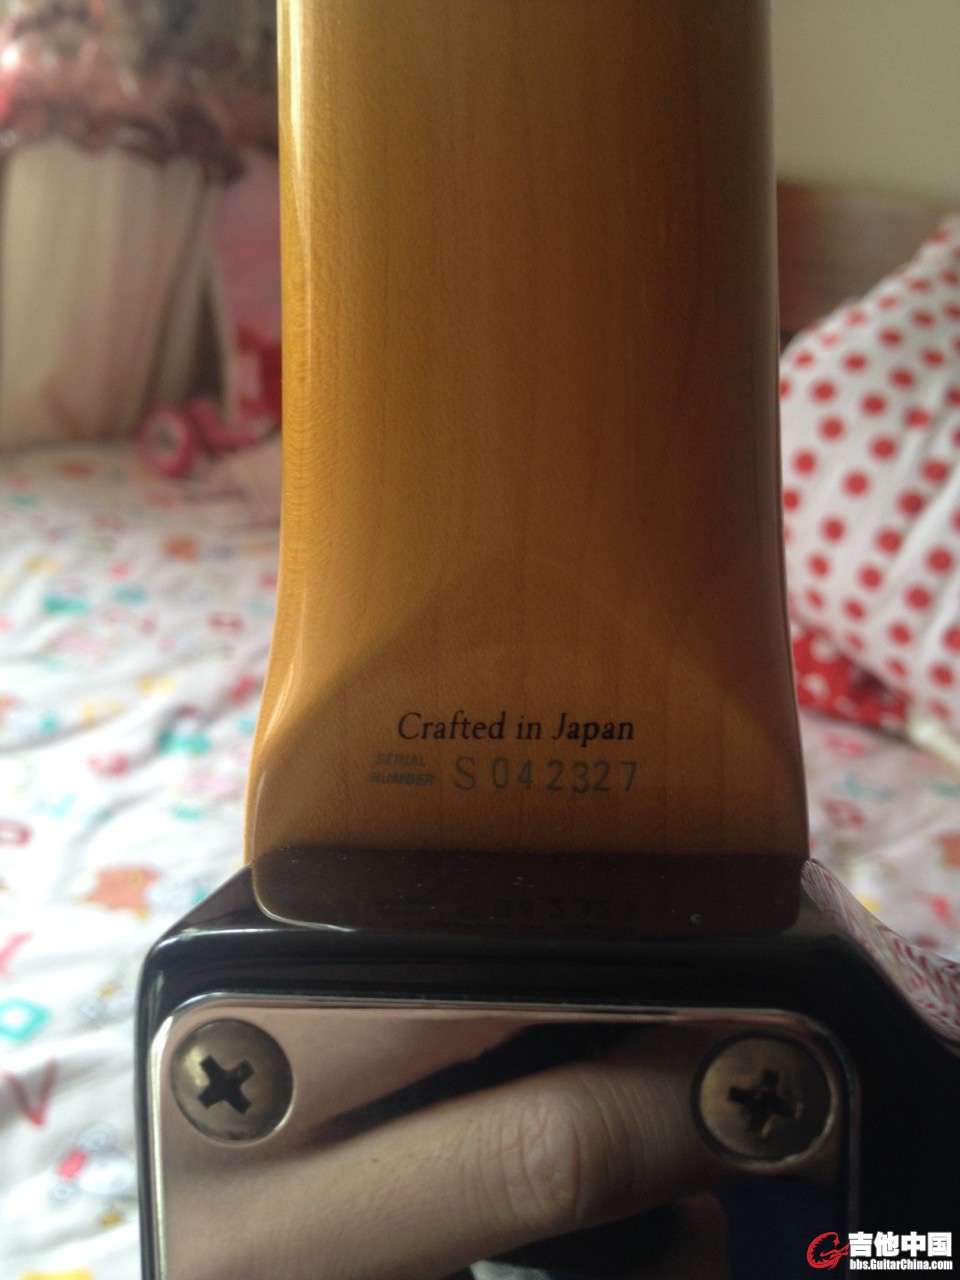 Crafted in Japan
SERIAL
NUMBER S042327
吉他中国
bbs.GuitarChina.com